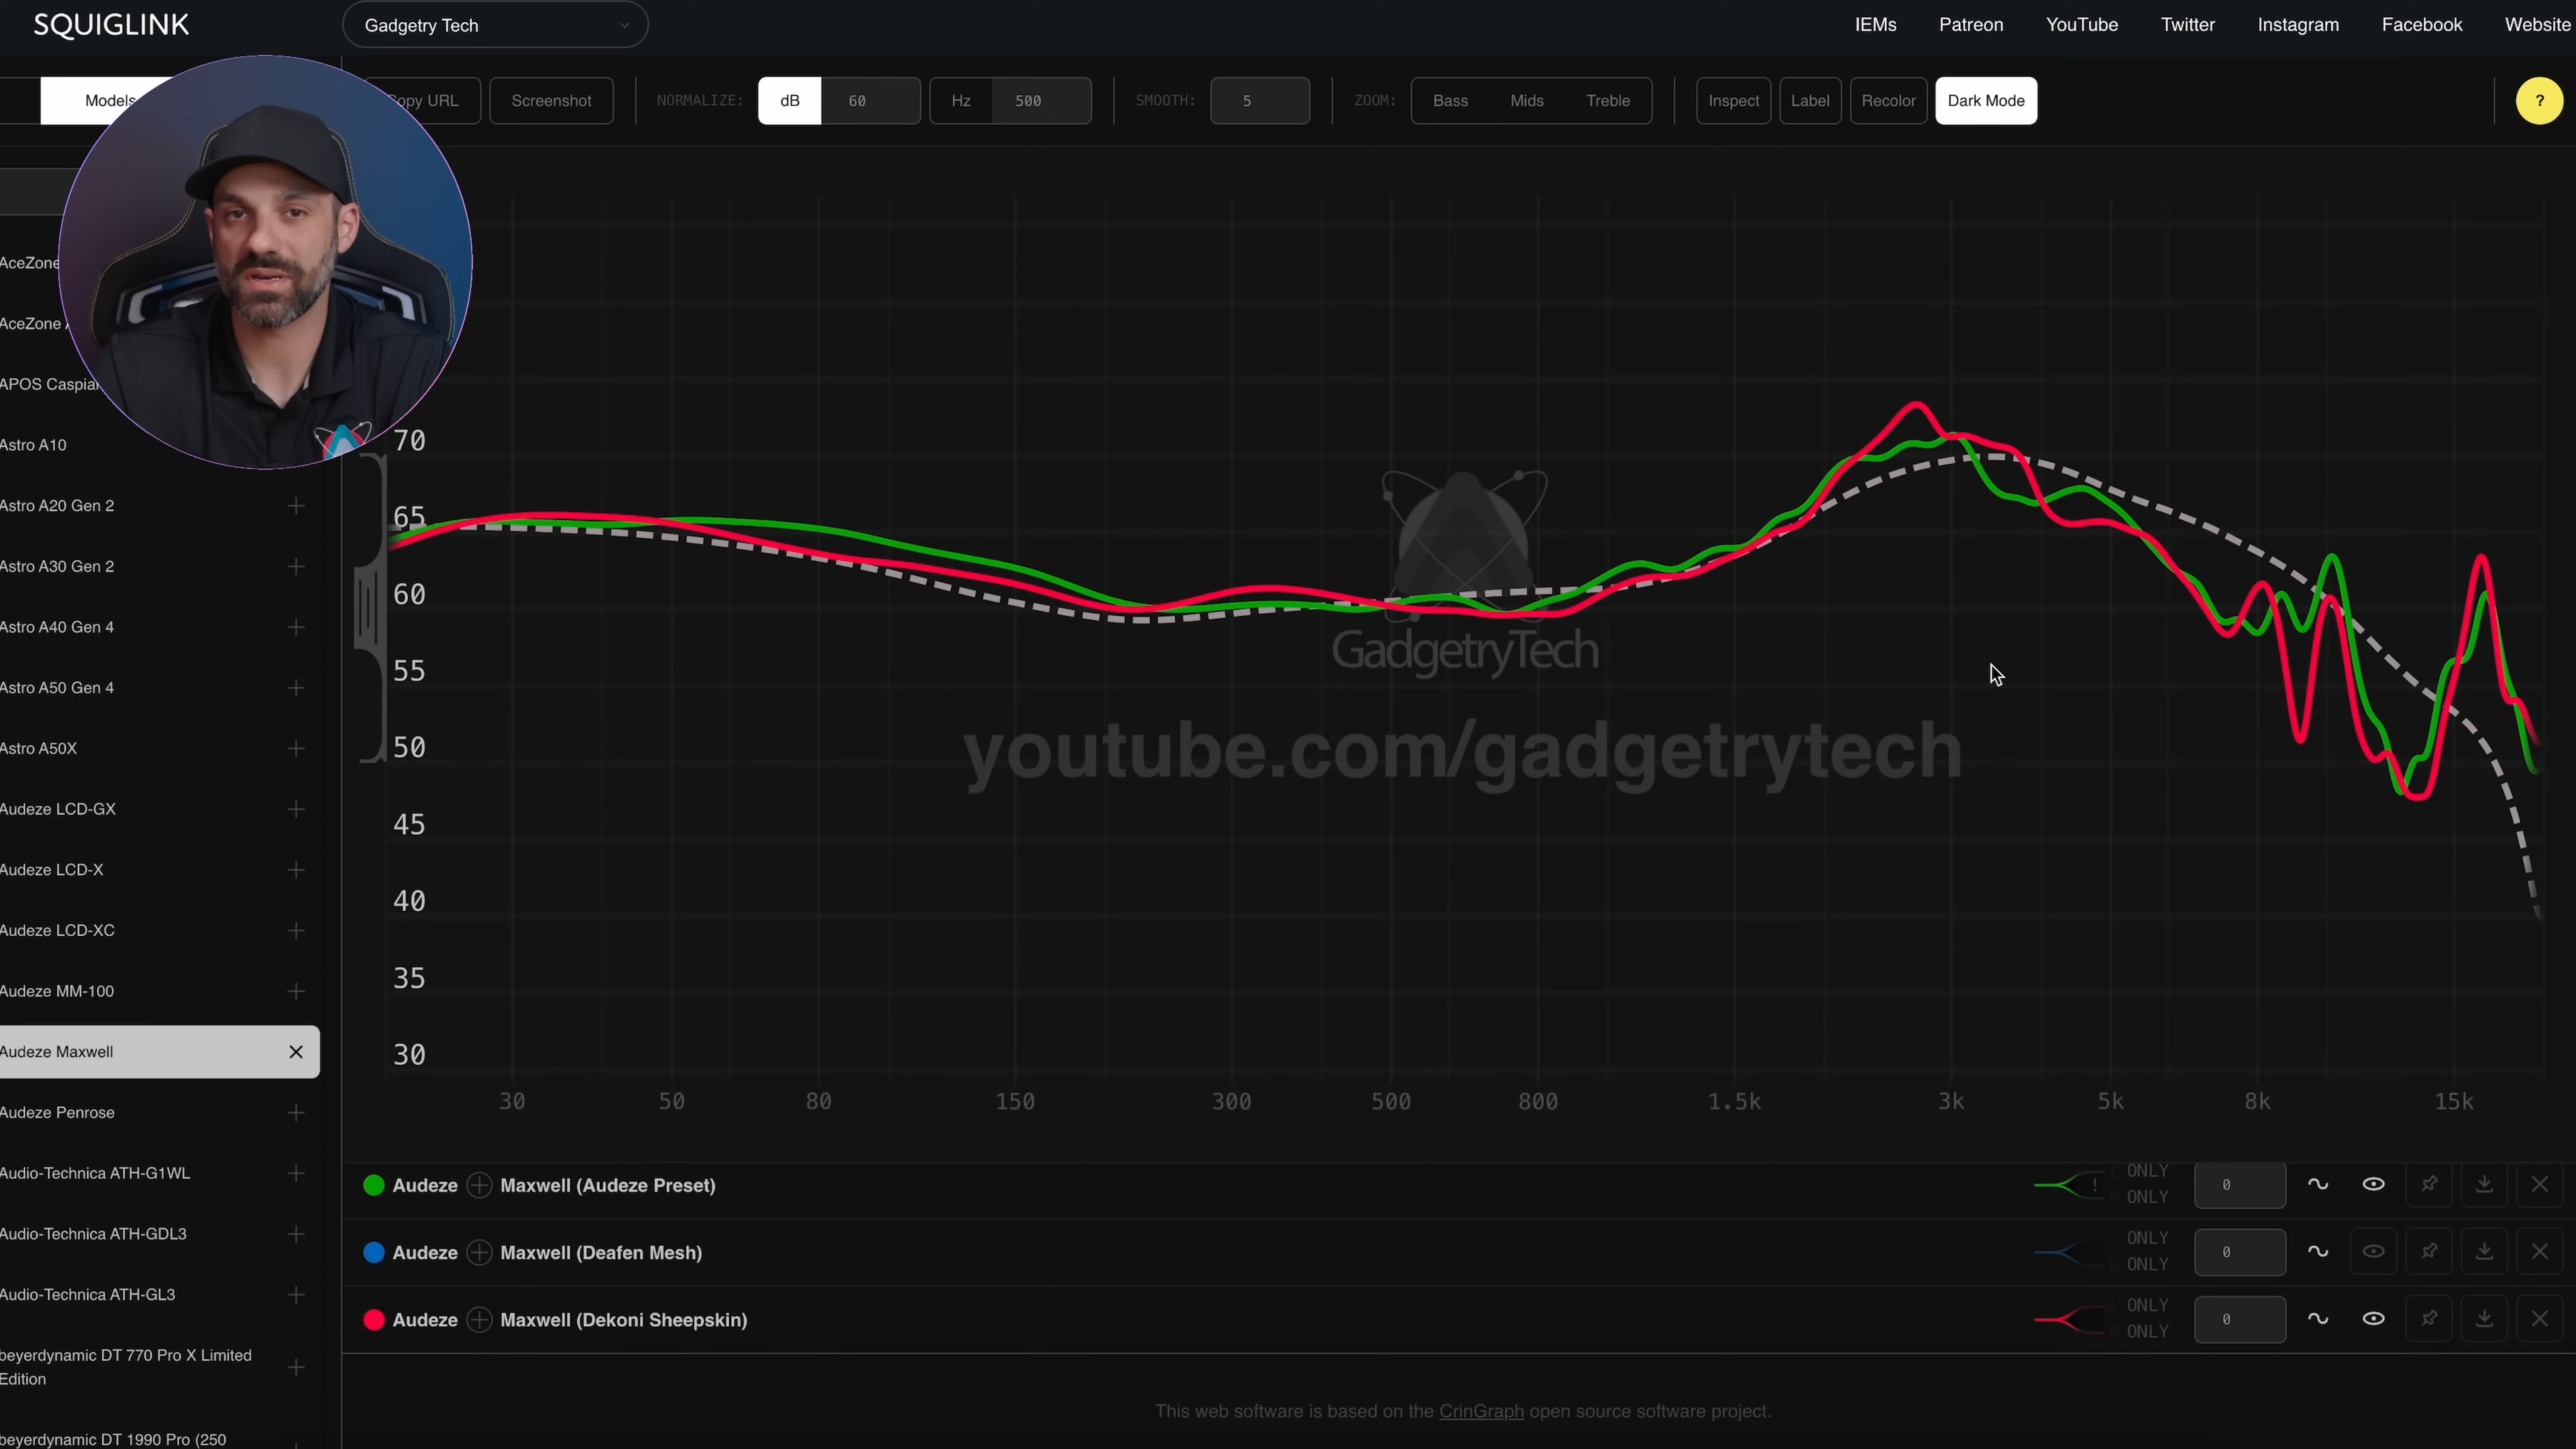 SQUIGLINK
Gadgetry Tech
IEMs
Patreon
YouTube
Twitter
Instagram
Facebook
Website
Models
Copy URL
Screenshot
NORMALIZE:
dB
60
Hz
500
SMOOTH:
5
ZOOM:
Bass
Mids
Treble
Inspect
Label
Recolor
Dark Mode
?
AceZone
AceZone
APOS Caspian
Astro A10
Astro A20 Gen 2
Astro A30 Gen 2
Astro A40 Gen 4
Astro A50 Gen 4
Astro A50X
Audeze LCD-GX
Audeze LCD-X
Audeze LCD-XC
Audeze MM-100
Audeze Maxwell
Audeze Penrose
Audio-Technica ATH-G1WL
Audio-Technica ATH-GDL3
Audio-Technica ATH-GL3
beyerdynamic DT 770 Pro X Limited
Edition
beyerdynamic DT 1990 Pro (250
70
65
60
55
50
45
40
35
30
GadgetryTech
youtube.com/gadgetrytech
30
50
80
150
300
500
800
1.5k
3k
5k
8k
15k
Audeze Maxwell (Audeze Preset)
! ONLY
ONLY
0
Audeze Maxwell (Deafen Mesh)
ONLY
ONLY
0
Audeze Maxwell (Dekoni Sheepskin)
ONLY
ONLY
0
This web software is based on the CrinGraph open source software project.